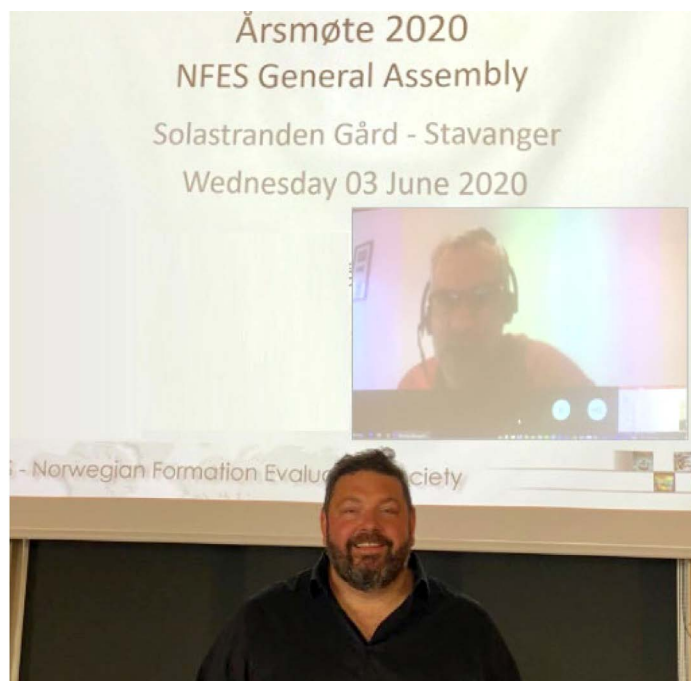 Årsmøte 2020
NFES General Assembly
Solastranden Gård - Stavanger
Wednesday 03 June 2020
- Norwegian Formation Evalu ciety